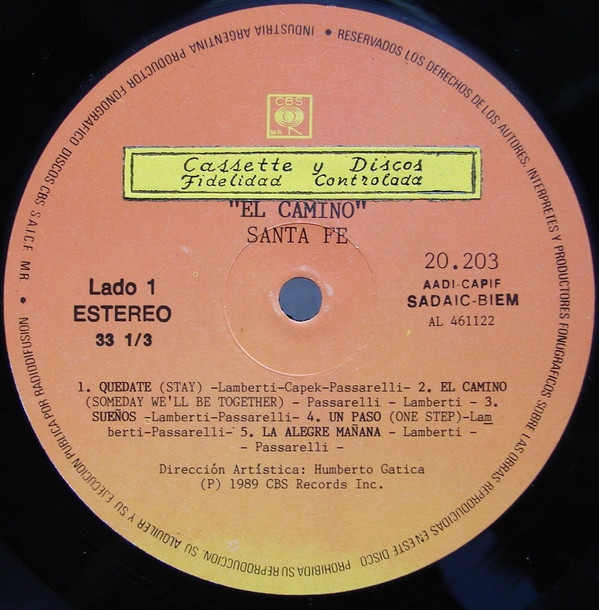 INDUSTRIA ARGENTINA • RESERVADOS LOS DERECHOS DE LOS AUTORES, INTERPRETES Y PRODUCTORES FONOGRAFICOS SOBRE LAS OBRAS REPRODUCIDAS EN ESTE DISCO. PROHIBIDA SU REPRODUCCION, SU ALQUILER Y SU EJECUCION PUBLICA POR RADIODIFUSION • PRODUCTOR FONOGRAFICO DISCOS CBS S.A.I.C.F. M.R.
CBS
M.R.
Cassette y Discos
Fidelidad Controlada
"EL CAMINO"
SANTA FE
20.203
Lado 1
AADI-CAPIF
ESTEREO
SADAIC-BIEM
33 1/3
AL 461122
1. QUEDATE (STAY) -Lamberti-Capek-Passarelli- 2. EL CAMINO
(SOMEDAY WE'LL BE TOGETHER) - Passarelli - Lamberti - 3.
SUEÑOS -Lamberti-Passarelli- 4. UN PASO (ONE STEP)-Lam
berti-Passarelli- 5. LA ALEGRE MAÑANA - Lamberti -
- Passarelli -
Dirección Artística: Humberto Gatica
(P) 1989 CBS Records Inc.